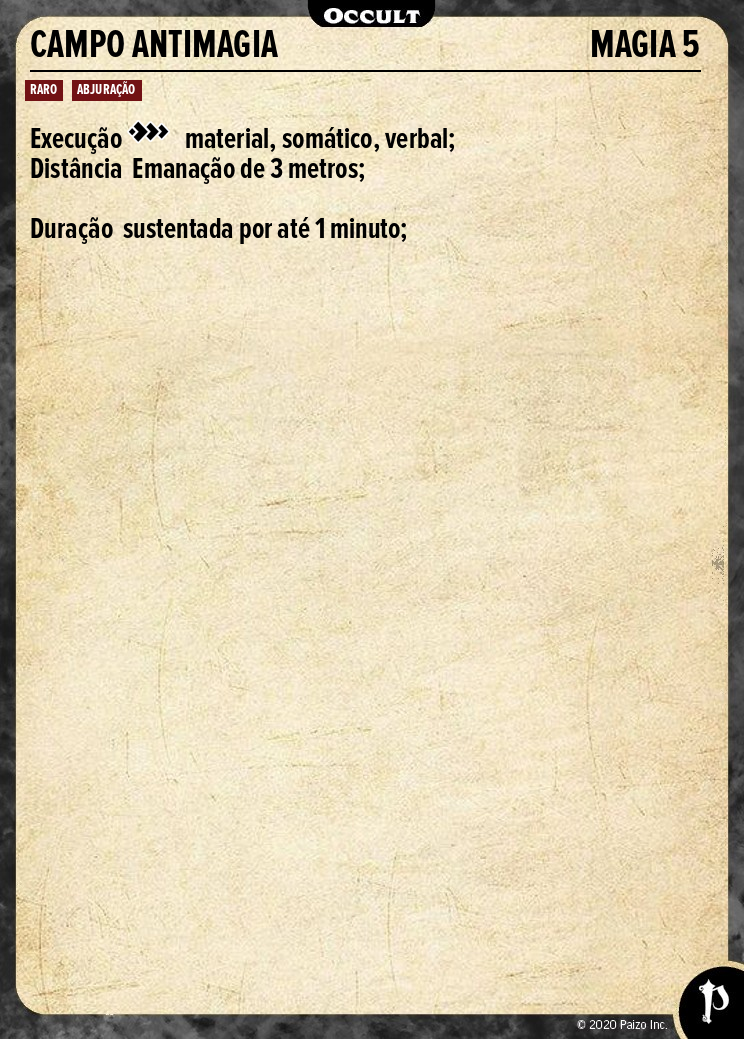 OCCULT
CAMPO ANTIMAGIA MAGIA 5
RARO ABJURAÇÃO
Execução material, somático, verbal;
Distância Emanação de 3 metros;
Duração sustentada por até 1 minuto;
© 2020 Paizo Inc.